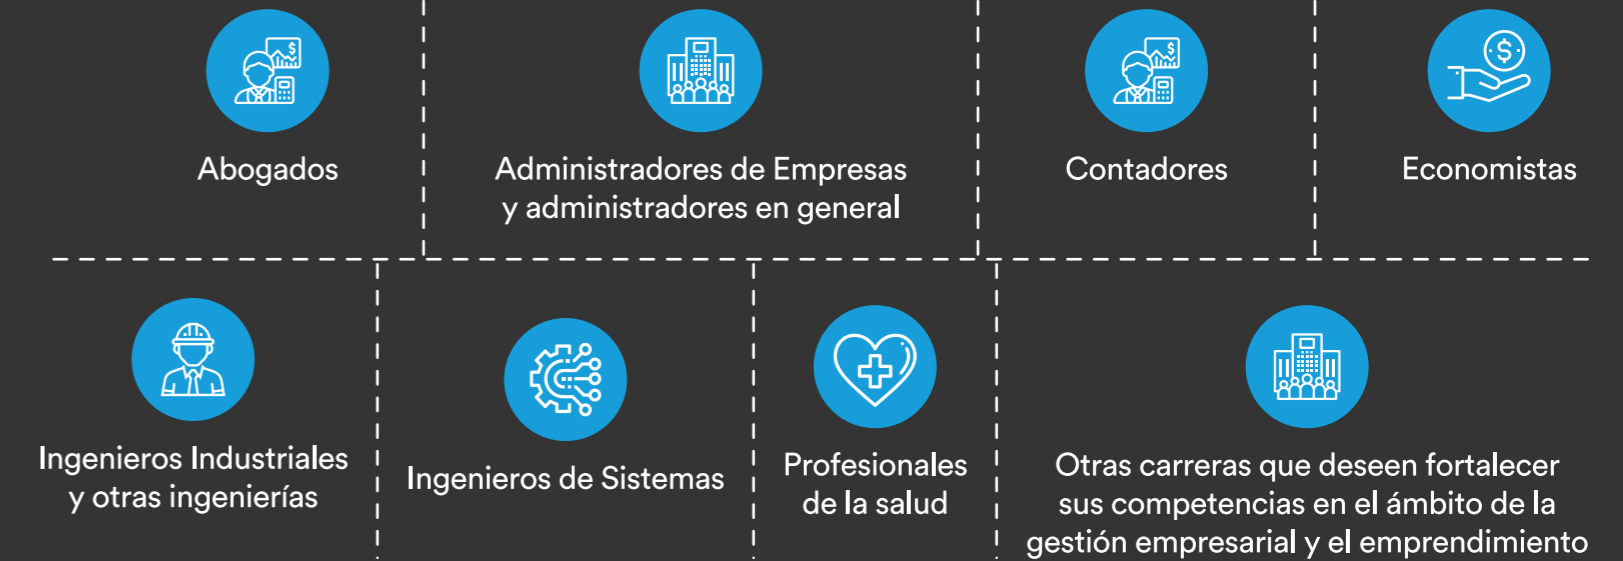 Abogados
Administradores de Empresas
y administradores en general
Contadores
Economistas
Ingenieros Industriales
y otras ingenierías
Ingenieros de Sistemas
Profesionales
de la salud
Otras carreras que deseen fortalecer
sus competencias en el ámbito de la
gestión empresarial y el emprendimiento